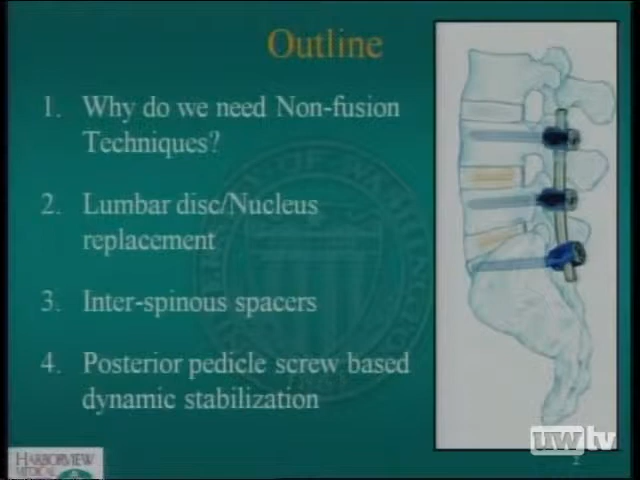 Outline
1. Why do we need Non-fusion
Techniques?
2. Lumbar disc/Nucleus
replacement
3. Inter-spinous spacers
4. Posterior pedicle screw based
dynamic stabilization
HARBORVIEW
MEDICAL
uwtv